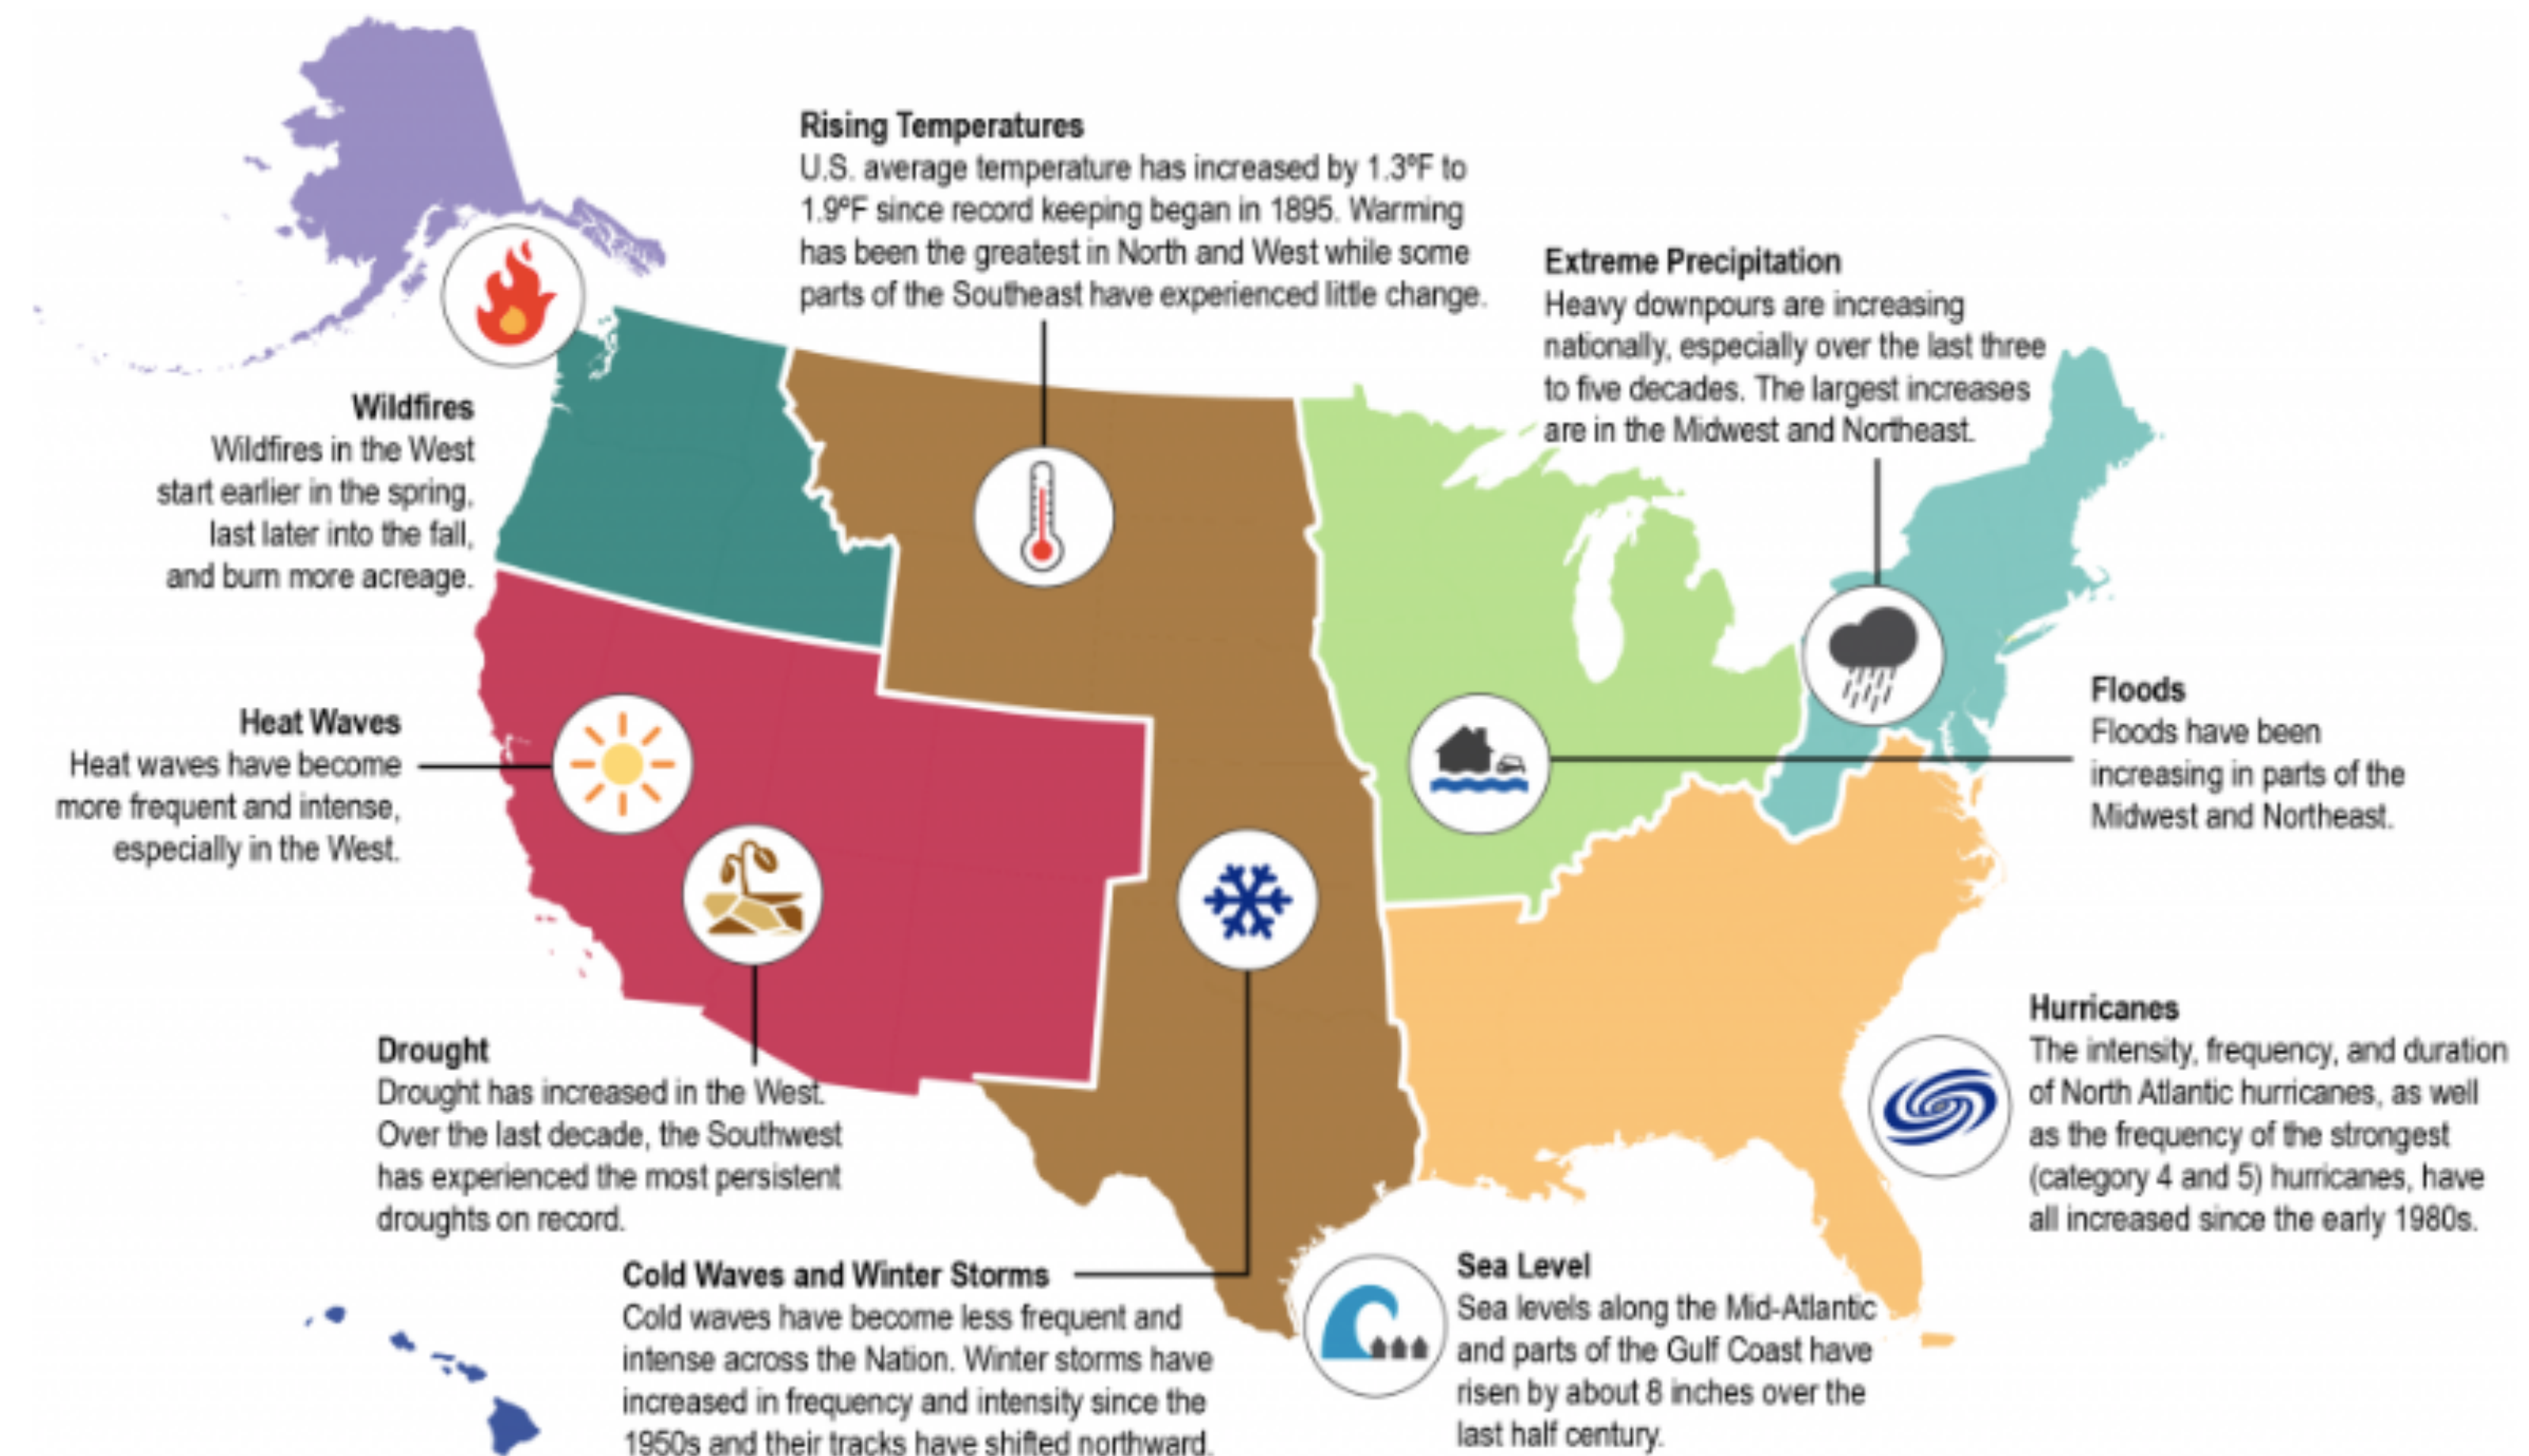 Rising Temperatures
U.S. average temperature has increased by 1.3ºF to
1.9ºF since record keeping began in 1895. Warming
has been the greatest in North and West while some
parts of the Southeast have experienced little change.
Extreme Precipitation
Heavy downpours are increasing
nationally, especially over the last three
to five decades. The largest increases
are in the Midwest and Northeast.
Wildfires
Wildfires in the West
start earlier in the spring,
last later into the fall,
and burn more acreage.
Heat Waves
Heat waves have become
more frequent and intense,
especially in the West.
Floods
Floods have been
increasing in parts of the
Midwest and Northeast.
Drought
Drought has increased in the West.
Over the last decade, the Southwest
has experienced the most persistent
droughts on record.
Hurricanes
The intensity, frequency, and duration
of North Atlantic hurricanes, as well
as the frequency of the strongest
(category 4 and 5) hurricanes, have
all increased since the early 1980s.
Cold Waves and Winter Storms
Cold waves have become less frequent and
intense across the Nation. Winter storms have
increased in frequency and intensity since the
1950s and their tracks have shifted northward.
Sea Level
Sea levels along the Mid-Atlantic
and parts of the Gulf Coast have
risen by about 8 inches over the
last half century.